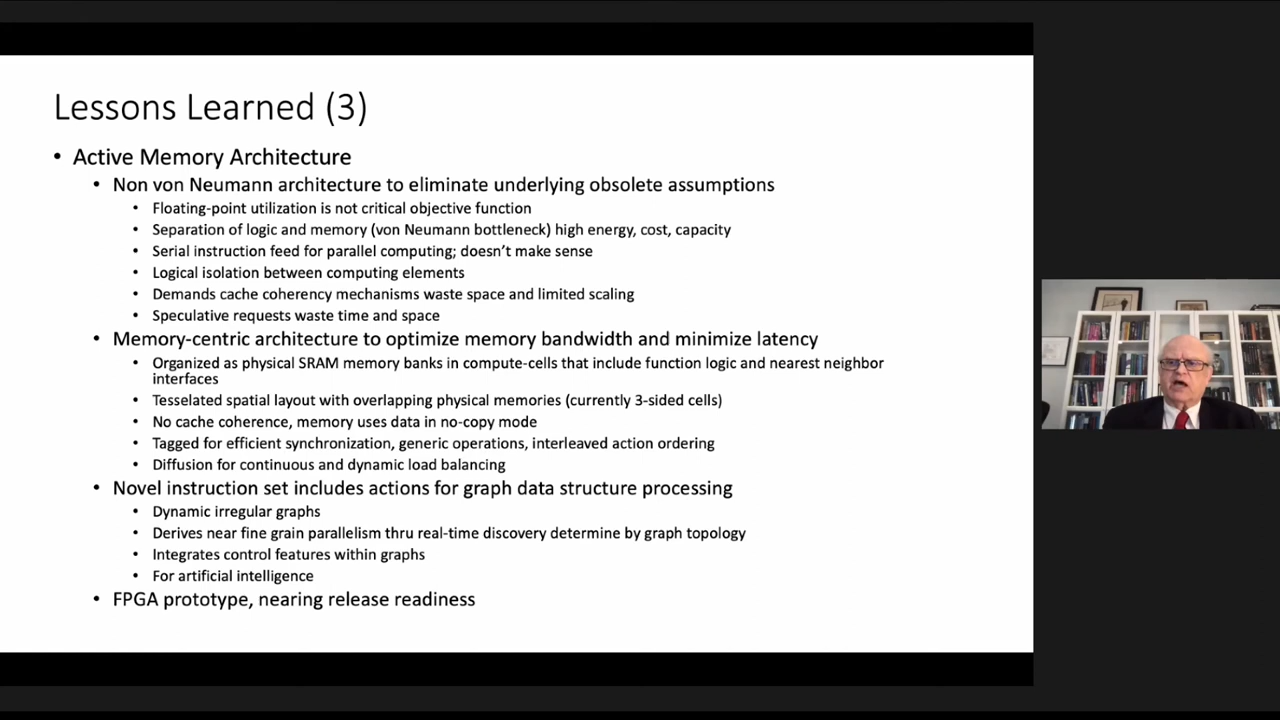 Lessons Learned (3)
• Active Memory Architecture
• Non von Neumann architecture to eliminate underlying obsolete assumptions
• Floating-point utilization is not critical objective function
• Separation of logic and memory (von Neumann bottleneck) high energy, cost, capacity
• Serial instruction feed for parallel computing; doesn't make sense
• Logical isolation between computing elements
• Demands cache coherency mechanisms waste space and limited scaling
• Speculative requests waste time and space
• Memory-centric architecture to optimize memory bandwidth and minimize latency
• Organized as physical SRAM memory banks in compute-cells that include function logic and nearest neighbor
interfaces
• Tesselated spatial layout with overlapping physical memories (currently 3-sided cells)
• No cache coherence, memory uses data in no-copy mode
• Tagged for efficient synchronization, generic operations, interleaved action ordering
• Diffusion for continuous and dynamic load balancing
• Novel instruction set includes actions for graph data structure processing
• Dynamic irregular graphs
• Derives near fine grain parallelism thru real-time discovery determine by graph topology
• Integrates control features within graphs
• For artificial intelligence
• FPGA prototype, nearing release readiness